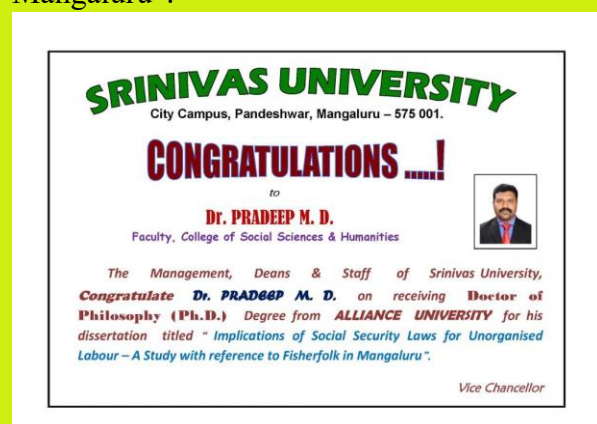 Mangaluru".
SRINIVAS UNIVERSITY
City Campus, Pandeshwar, Mangaluru – 575 001.
CONGRATULATIONS .....!
to
Dr. PRADEEP M. D.
Faculty, College of Social Sciences & Humanities
The Management, Deans & Staff of Srinivas University,
Congratulate Dr. PRADEEP M. D. on receiving Doctor of
Philosophy (Ph.D.) Degree from ALLIANCE UNIVERSITY for his
dissertation titled " Implications of Social Security Laws for Unorganised
Labour – A Study with reference to Fisherfolk in Mangaluru".
Vice Chancellor